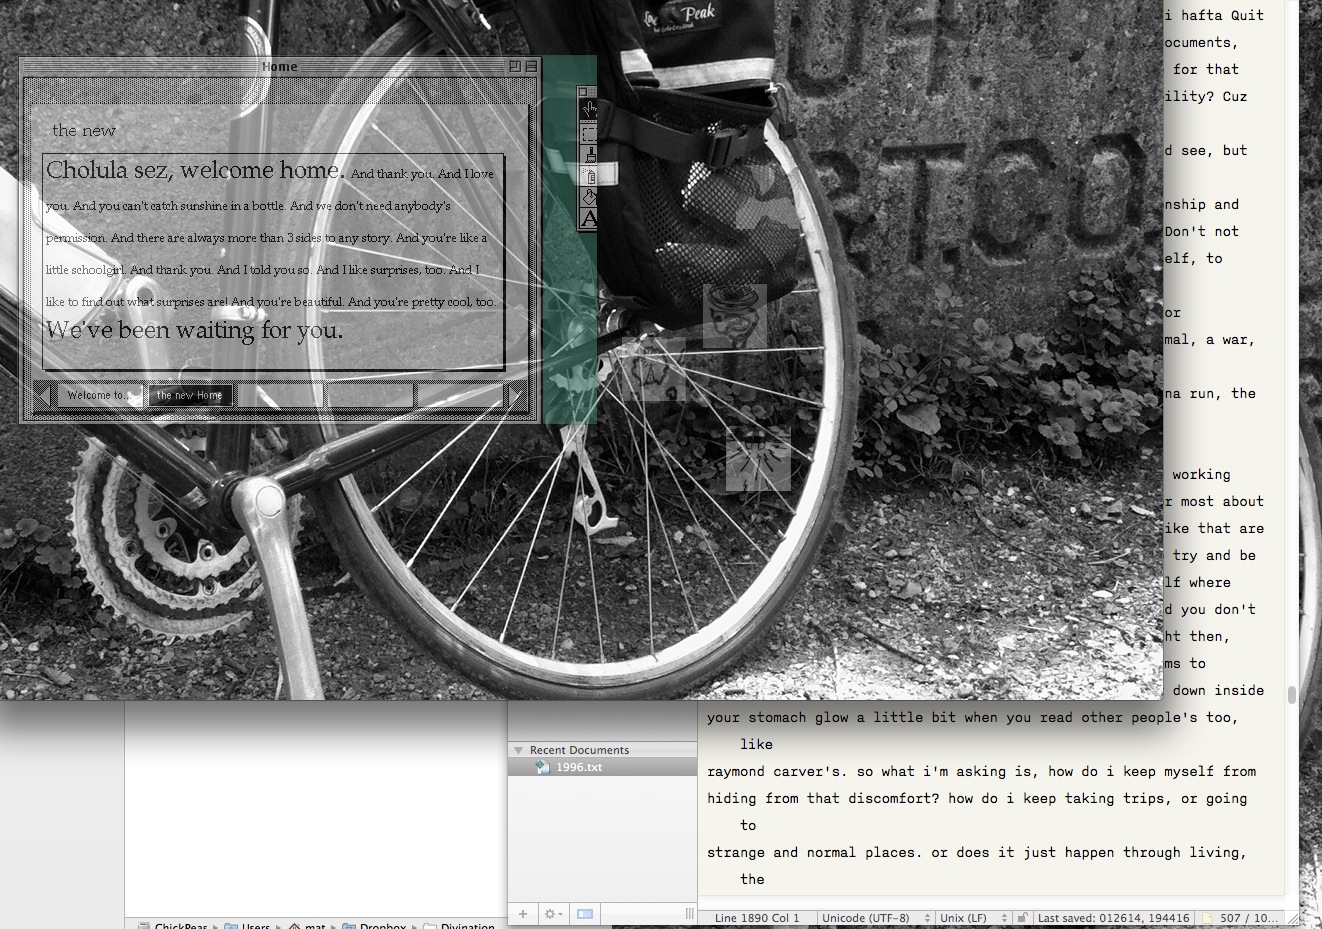 Peak
ARTOO
Home
the new
Cholula sez, welcome home. And thank you. And I love
you. And you can't catch sunshine in a bottle. And we don't need anybody's
permission. And there are always more than 3 sides to any story. And you're like a
little schoolgirl. And thank you. And I told you so. And I like surprises, too. And I
like to find out what surprises are! And you're beautiful. And you're pretty cool, too.
We've been waiting for you.
Welcome to...
the new Home
A
i hafta Quit
ocuments,
for that
ility? Cuz
d see, but
nship and
Don't not
elf, to
or
mal, a war,
na run, the
working
r most about
ike that are
try and be
lf where
d you don't
ht then,
ms to
down inside
your stomach glow a little bit when you read other people's too,
like
raymond carver's. so what i'm asking is, how do i keep myself from
hiding from that discomfort? how do i keep taking trips, or going
to
strange and normal places. or does it just happen through living,
the
Recent Documents
1996.txt
Line 1890 Col 1
Unicode (UTF-8)
Unix (LF)
Last saved: 012614, 194416
507 / 10...
ChickPeas ▸ Users ▸ mat ▸ Dropbox ▸ Divination